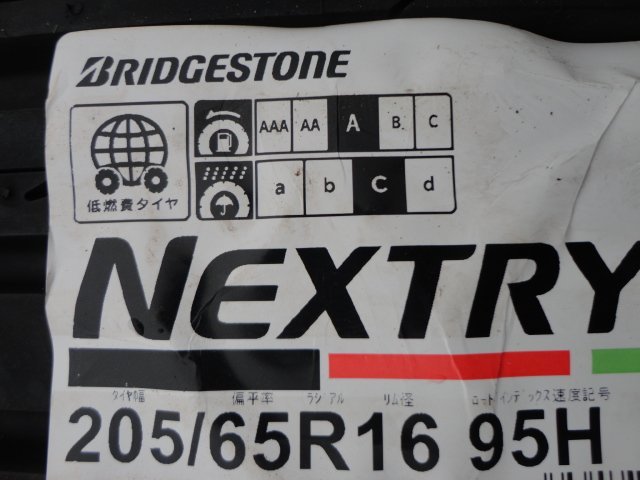 BRIDGESTONE
AAA AA A B C
低燃費タイヤ
a b c d
NEXTRY
タイヤの幅 偏平率 ラジアル リム径 ロードインデックス速度記号
205/65R16 95H